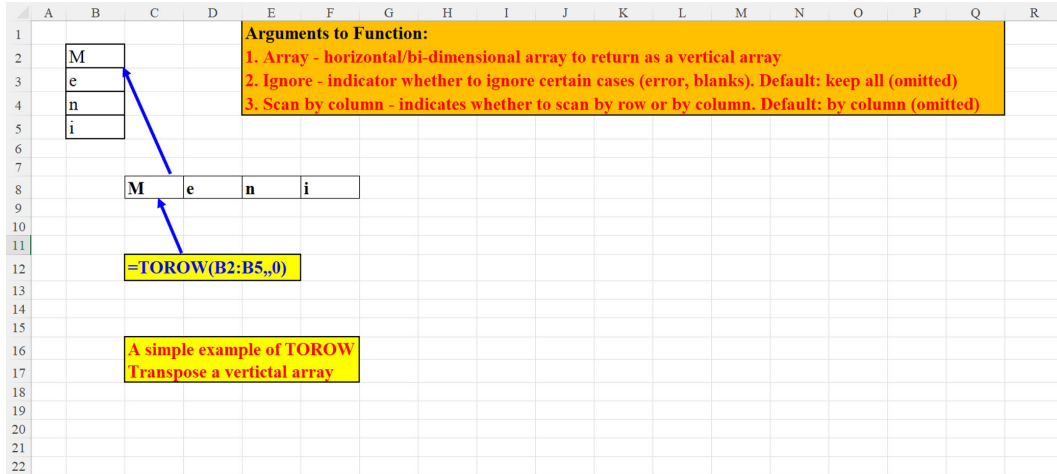 A B C D E F G H I J K L M N O P Q R
1 Arguments to Function:
2 M 1. Array - horizontal/bi-dimensional array to return as a vertical array
3 e 2. Ignore - indicator whether to ignore certain cases (error, blanks). Default: keep all (omitted)
4 n 3. Scan by column - indicates whether to scan by row or by column. Default: by column (omitted)
5 i
6
7
8 M e n i
9
10
11
12 =TOROW(B2:B5,,0)
13
14
15
16 A simple example of TOROW
17 Transpose a vertictal array
18
19
20
21
22